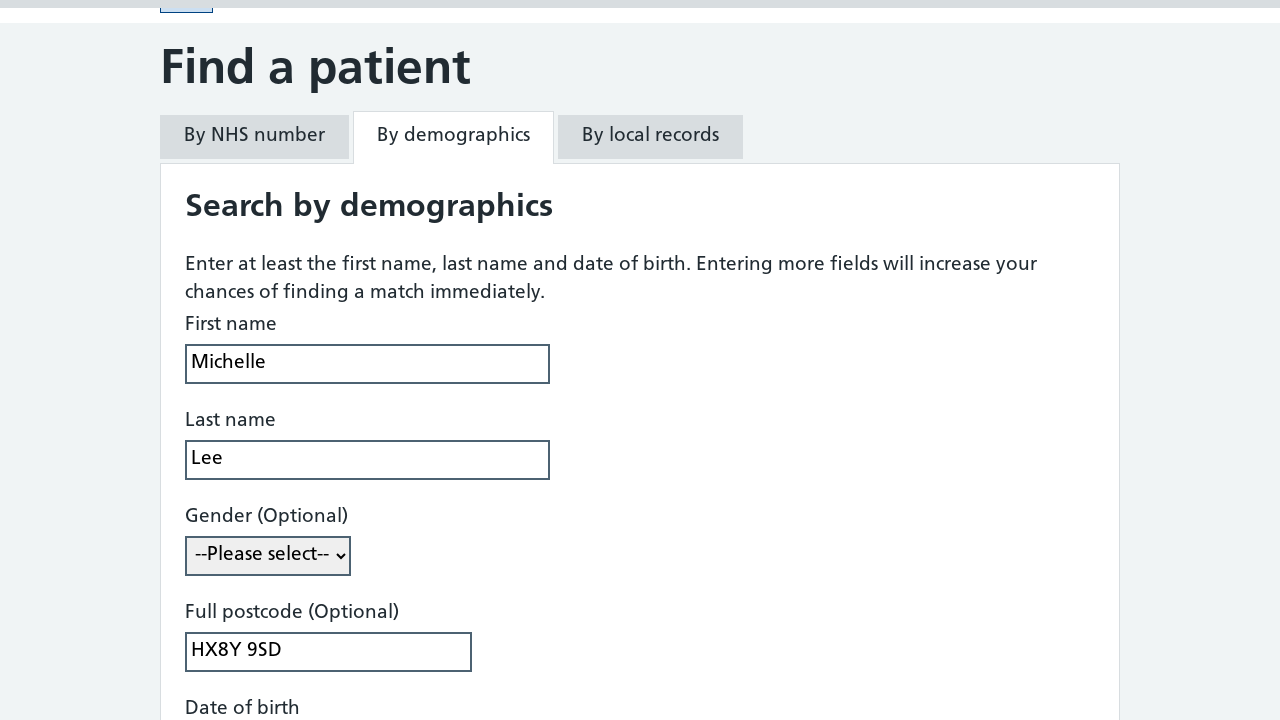 Find a patient
By NHS number
By demographics
By local records
Search by demographics
Enter at least the first name, last name and date of birth. Entering more fields will increase your
chances of finding a match immediately.
First name
Michelle
Last name
Lee
Gender (Optional)
--Please select--
Full postcode (Optional)
HX8Y 9SD
Date of birth